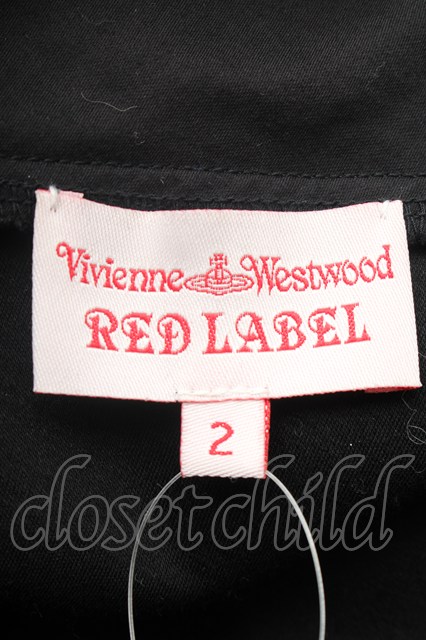 Vivienne Westwood
RED LABEL
2
closetchild